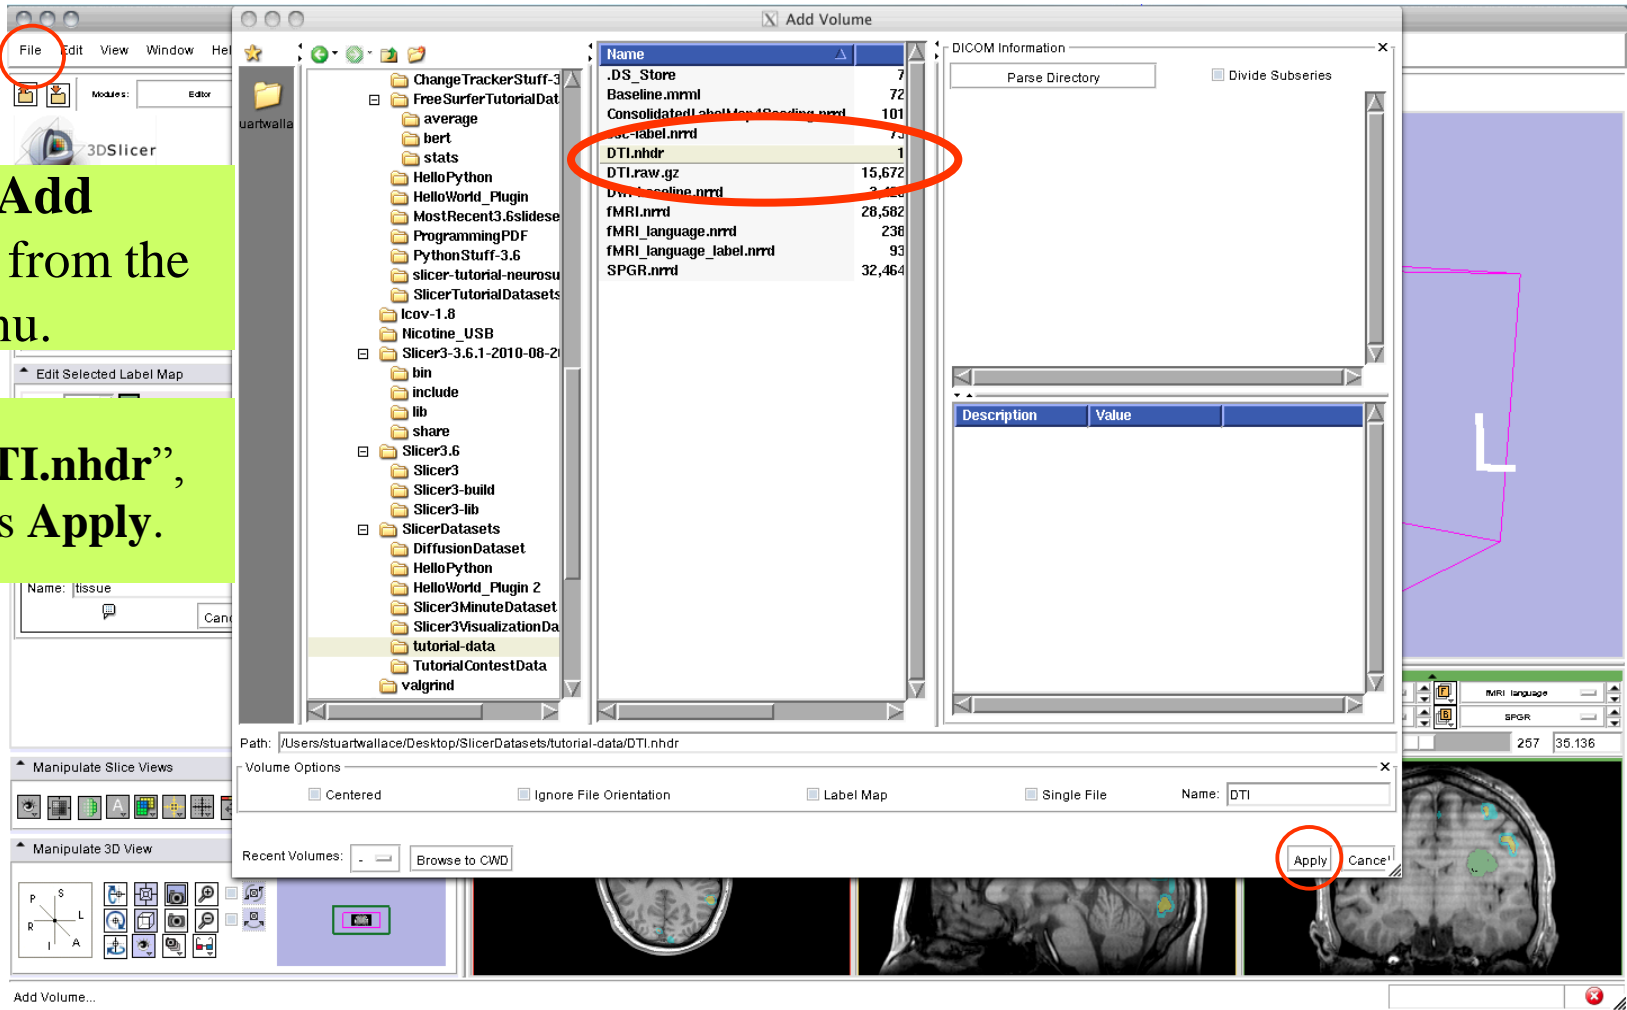 Add Volume
File Edit View Window Hel
Modules: Editor
3DSlicer
Add
from the
nu.
Edit Selected Label Map
TI.nhdr”,
s Apply.
Name: tissue
Canc
Manipulate Slice Views
Manipulate 3D View
P S
L
R
I A
Add Volume...
uartwalla
ChangeTrackerStuff-3
FreeSurferTutorialDat
average
bert
stats
HelloPython
HelloWorld_Plugin
MostRecent3.6slidese
ProgrammingPDF
PythonStuff-3.6
slicer-tutorial-neurosu
SlicerTutorialDatasets
lcov-1.8
Nicotine_USB
Slicer3-3.6.1-2010-08-2
bin
include
lib
share
Slicer3.6
Slicer3
Slicer3-build
Slicer3-lib
SlicerDatasets
DiffusionDataset
HelloPython
HelloWorld_Plugin 2
Slicer3MinuteDataset
Slicer3VisualizationDa
tutorial-data
TutorialContestData
valgrind
Name
.DS_Store 7
Baseline.mrml 72
ConsolidatedLabelMap4Seeding.nrrd 101
-label.nrrd
DTI.nhdr 1
DTI.raw.gz 15,672
fMRI.nrrd 28,582
fMRI_language.nrrd 238
fMRI_language_label.nrrd 93
SPGR.nrrd 32,464
DICOM Information
Parse Directory Divide Subseries
Description Value
Path: /Users/stuartwallace/Desktop/SlicerDatasets/tutorial-data/DTI.nhdr
Volume Options
Centered Ignore File Orientation Label Map Single File Name: DTI
Recent Volumes: - Browse to CWD Apply Cancel
L
F fMRI language
B SPGR
257 35.136